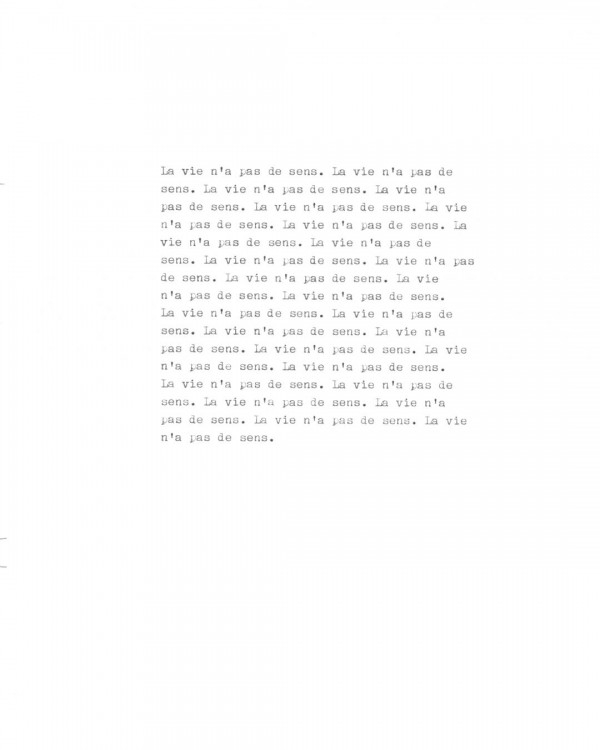 La vie n'a pas de sens. La vie n'a pas de
sens. La vie n'a pas de sens. La vie n'a
pas de sens. La vie n'a pas de sens. La vie
n'a pas de sens. La vie n'a pas de sens. La
vie n'a pas de sens. La vie n'a pas de
sens. La vie n'a pas de sens. La vie n'a pas
de sens. La vie n'a pas de sens. La vie
n'a pas de sens. La vie n'a pas de sens.
La vie n'a pas de sens. La vie n'a pas de
sens. La vie n'a pas de sens. La vie n'a
pas de sens. La vie n'a pas de sens. La vie
n'a pas de sens. La vie n'a pas de sens.
La vie n'a pas de sens. La vie n'a pas de
sens. La vie n'a pas de sens. La vie n'a
pas de sens. La vie n'a pas de sens. La vie
n'a pas de sens.